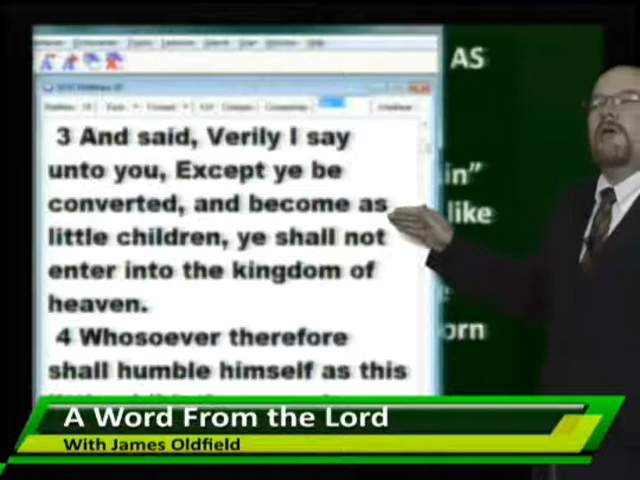 AS
in"
like
orn
3 And said, Verily I say
unto you, Except ye be
converted, and become as
little children, ye shall not
enter into the kingdom of
heaven.
4 Whosoever therefore
shall humble himself as this
A Word From the Lord
With James Oldfield